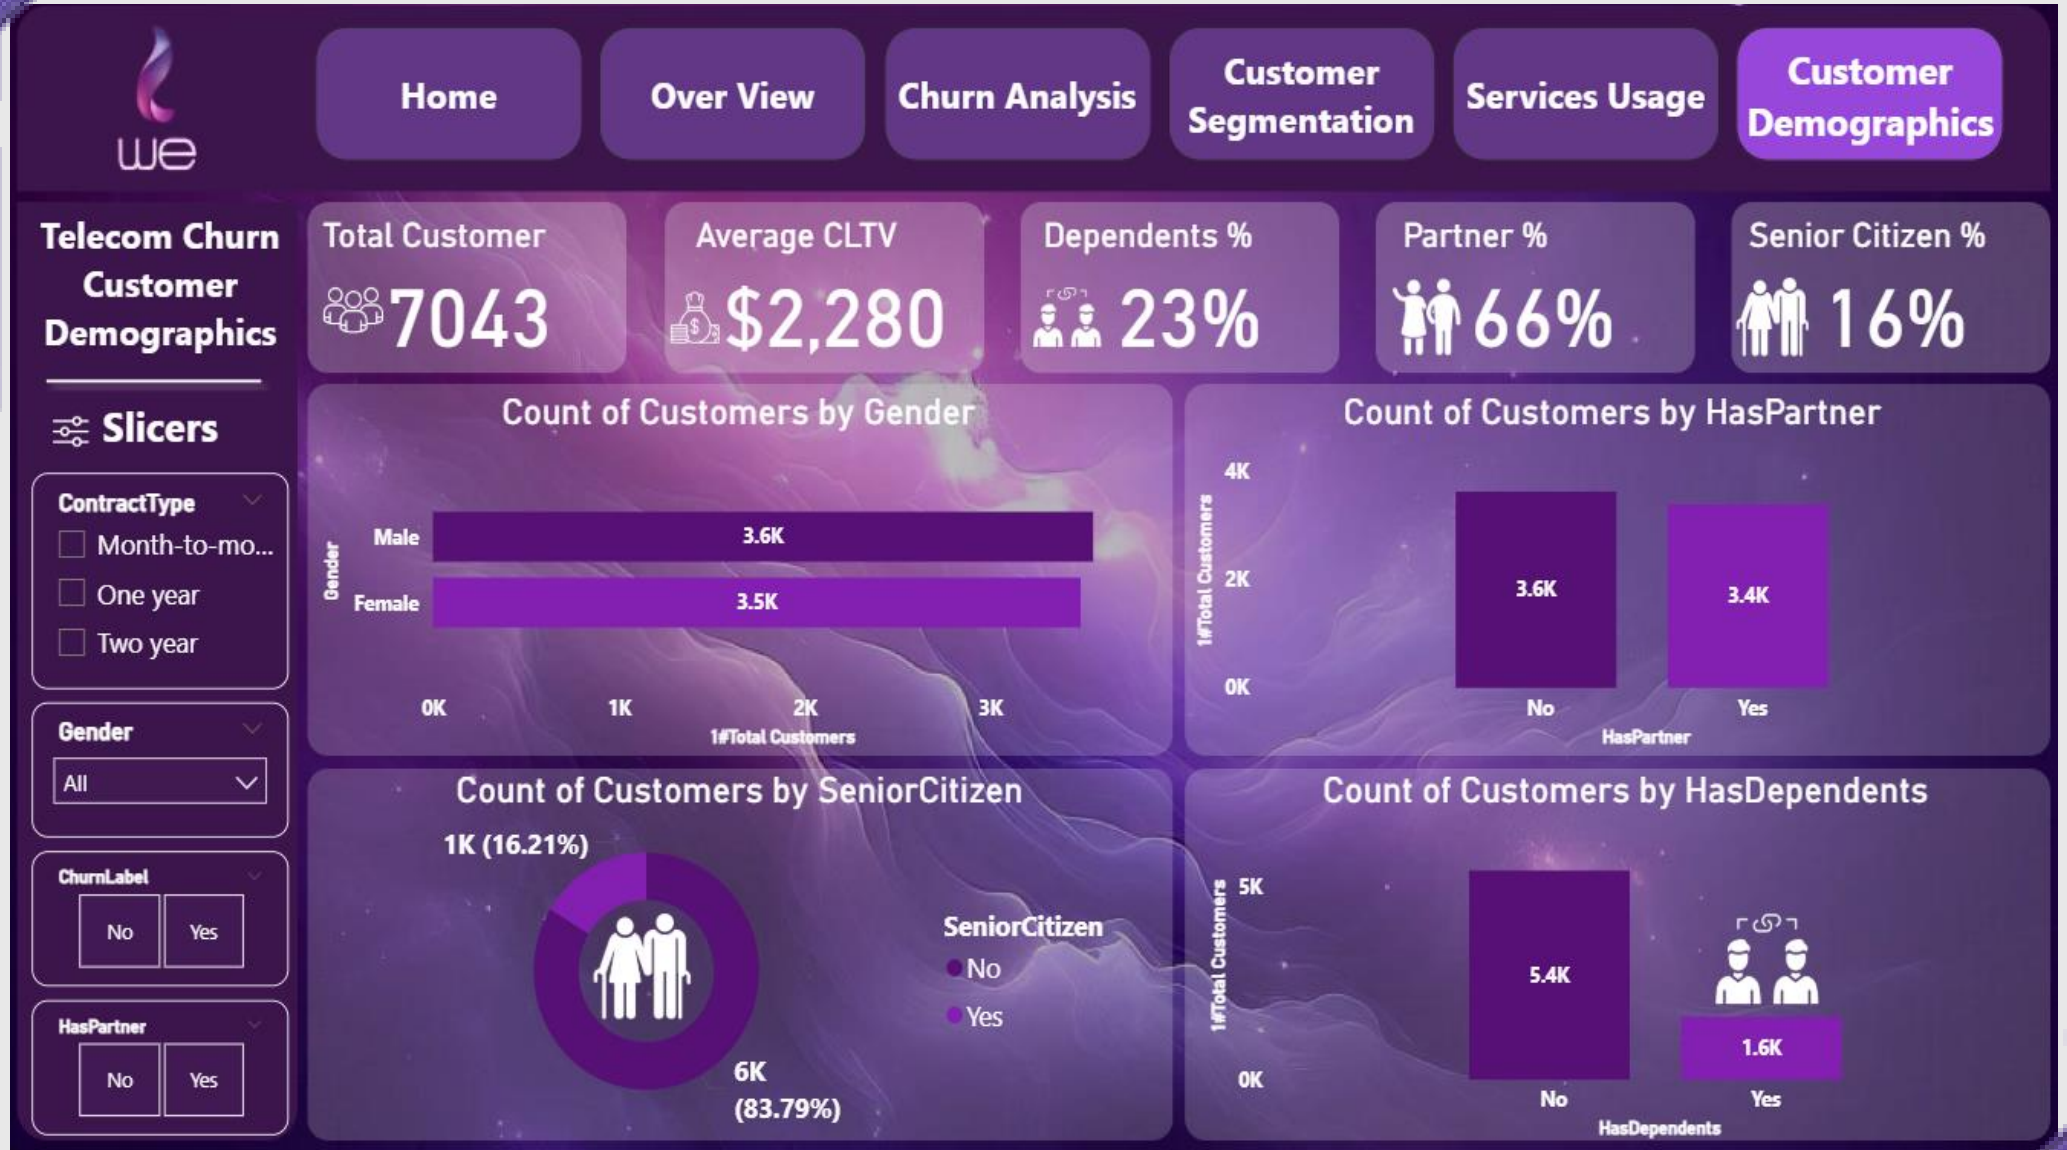 we
Home
Over View
Churn Analysis
Customer
Segmentation
Services Usage
Customer
Demographics
Telecom Churn
Customer
Demographics
Slicers
ContractType
Month-to-mo...
One year
Two year
Gender
All
ChurnLabel
No
Yes
HasPartner
No
Yes
Total Customer
7043
Average CLTV
$2,280
Dependents %
23%
Partner %
66%
Senior Citizen %
16%
Count of Customers by Gender
Gender
Male
3.6K
Female
3.5K
0K
1K
2K
3K
1#Total Customers
Count of Customers by HasPartner
1#Total Customers
4K
2K
0K
3.6K
3.4K
No
Yes
HasPartner
Count of Customers by SeniorCitizen
1K (16.21%)
6K
(83.79%)
SeniorCitizen
No
Yes
Count of Customers by HasDependents
1#Total Customers
5K
0K
5.4K
1.6K
No
Yes
HasDependents